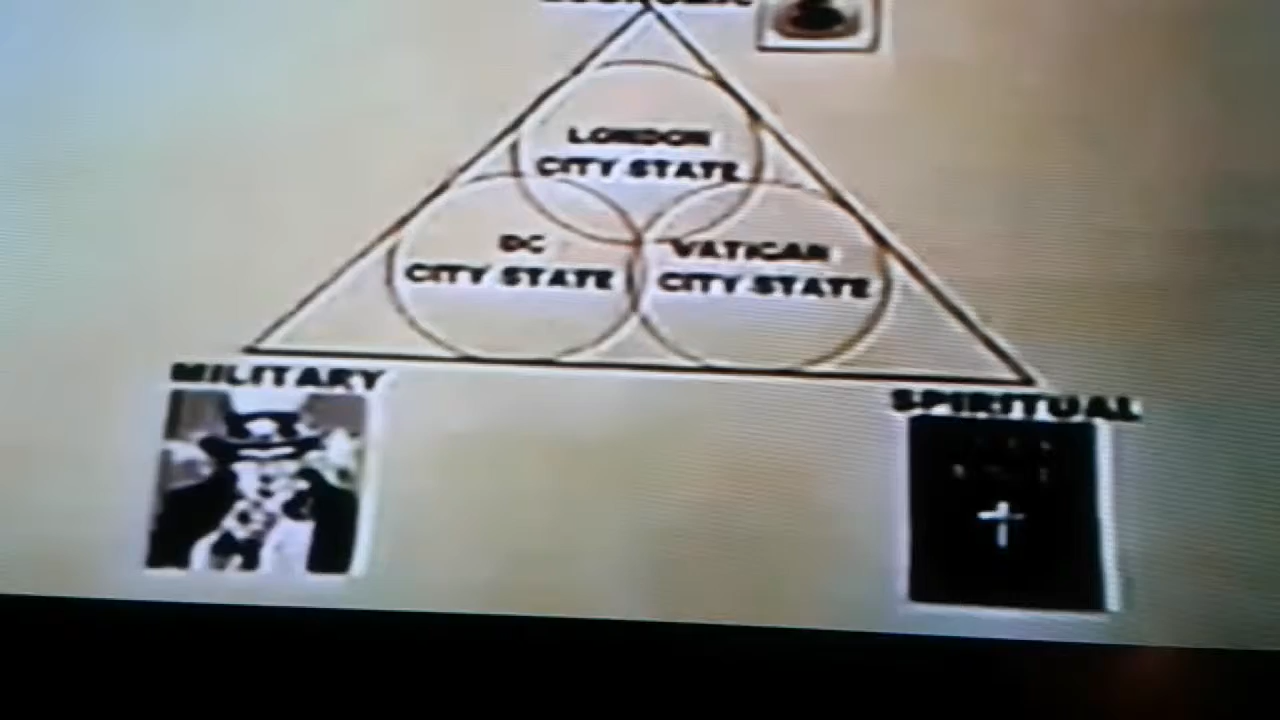 LONDON
CITY STATE
DC
CITY STATE
VATICAN
CITY STATE
MILITARY
SPIRITUAL